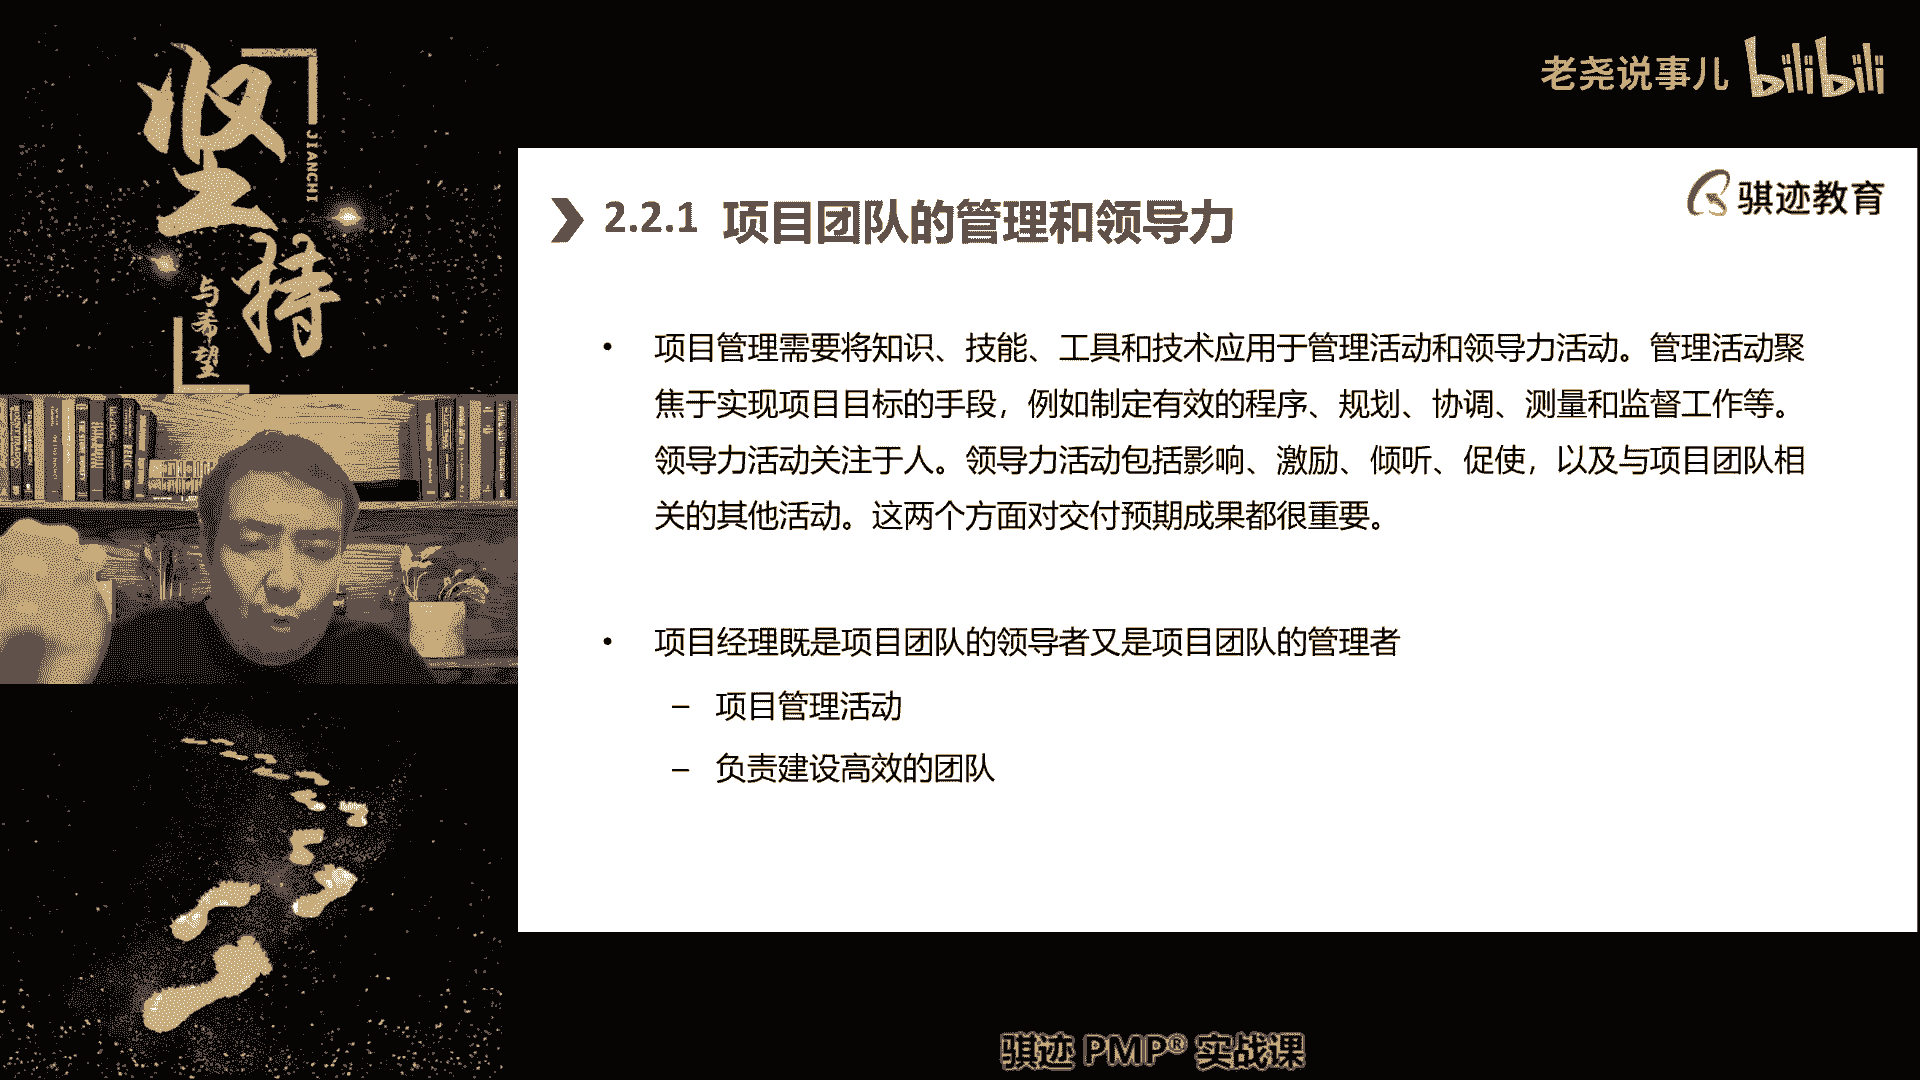 坚持
JIANCHI
与希望
老尧说事儿 bilibili
骐迹教育
2.2.1 项目团队的管理和领导力
• 项目管理需要将知识、技能、工具和技术应用于管理活动和领导力活动。管理活动聚
焦于实现项目目标的手段，例如制定有效的程序、规划、协调、测量和监督工作等。
领导力活动关注于人。领导力活动包括影响、激励、倾听、促使，以及与项目团队相
关的其他活动。这两个方面对交付预期成果都很重要。
• 项目经理既是项目团队的领导者又是项目团队的管理者
– 项目管理活动
– 负责建设高效的团队
骐迹 PMP® 实战课